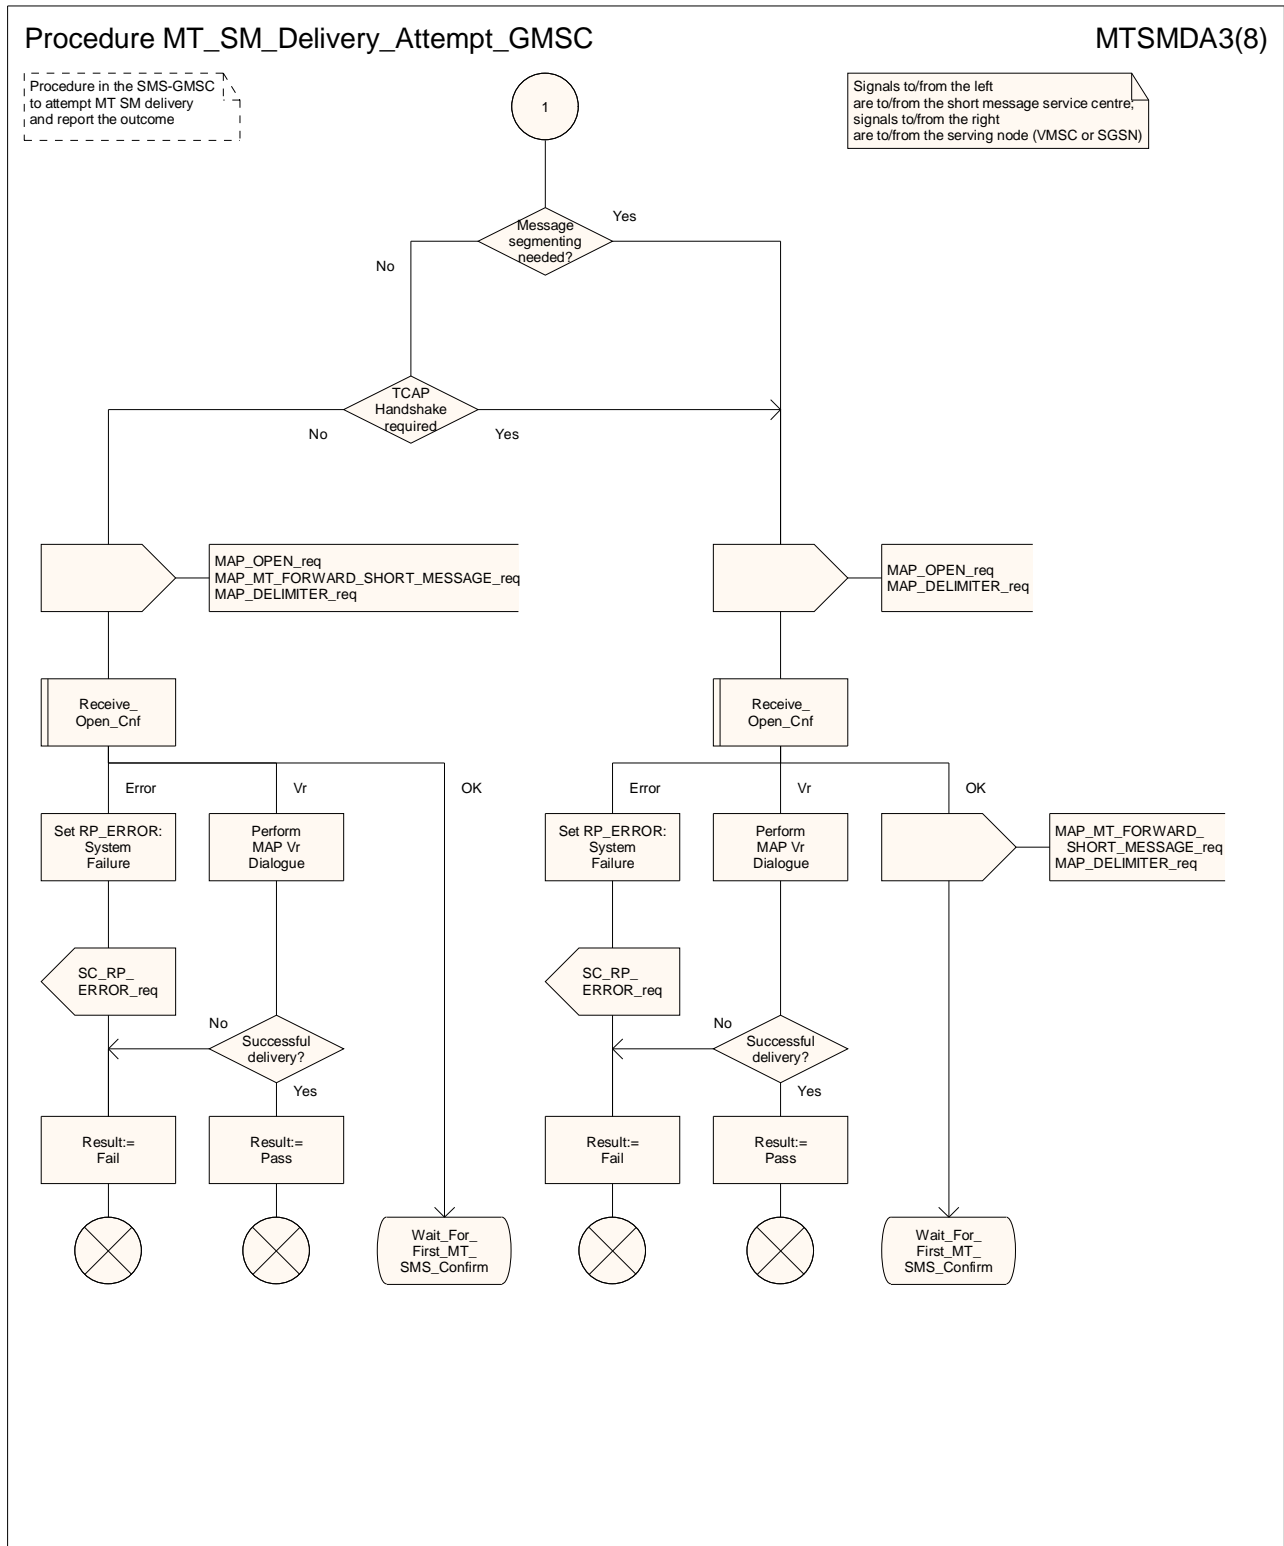 Procedure MT_SM_Delivery_Attempt_GMSC
MTSMDA3(8)
Procedure in the SMS-GMSC
to attempt MT SM delivery
and report the outcome
1
Signals to/from the left
are to/from the short message service centre;
signals to/from the right
are to/from the serving node (VMSC or SGSN)
Message
segmenting
needed?
Yes
No
TCAP
Handshake
required
No
Yes
MAP_OPEN_req
MAP_MT_FORWARD_SHORT_MESSAGE_req
MAP_DELIMITER_req
MAP_OPEN_req
MAP_DELIMITER_req
Receive_
Open_Cnf
Receive_
Open_Cnf
Error
Vr
OK
Error
Vr
OK
Set RP_ERROR:
System
Failure
Perform
MAP Vr
Dialogue
Set RP_ERROR:
System
Failure
Perform
MAP Vr
Dialogue
MAP_MT_FORWARD_
SHORT_MESSAGE_req
MAP_DELIMITER_req
SC_RP_
ERROR_req
SC_RP_
ERROR_req
No
Successful
delivery?
Yes
No
Successful
delivery?
Yes
Result:=
Fail
Result:=
Pass
Result:=
Fail
Result:=
Pass
Wait_For_
First_MT_
SMS_Confirm
Wait_For_
First_MT_
SMS_Confirm